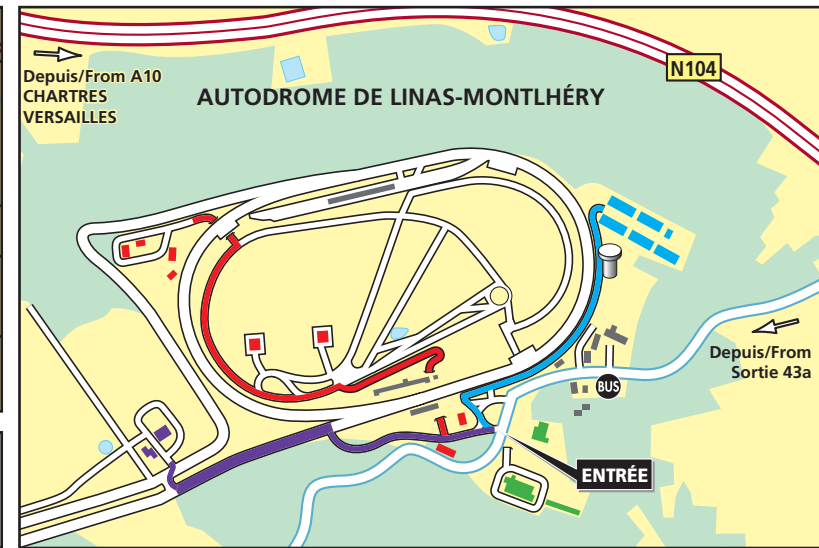 N104
Depuis/From A10
CHARTRES
VERSAILLES
AUTODROME DE LINAS-MONTLHÉRY
Depuis/From
Sortie 43a
BUS
ENTRÉE